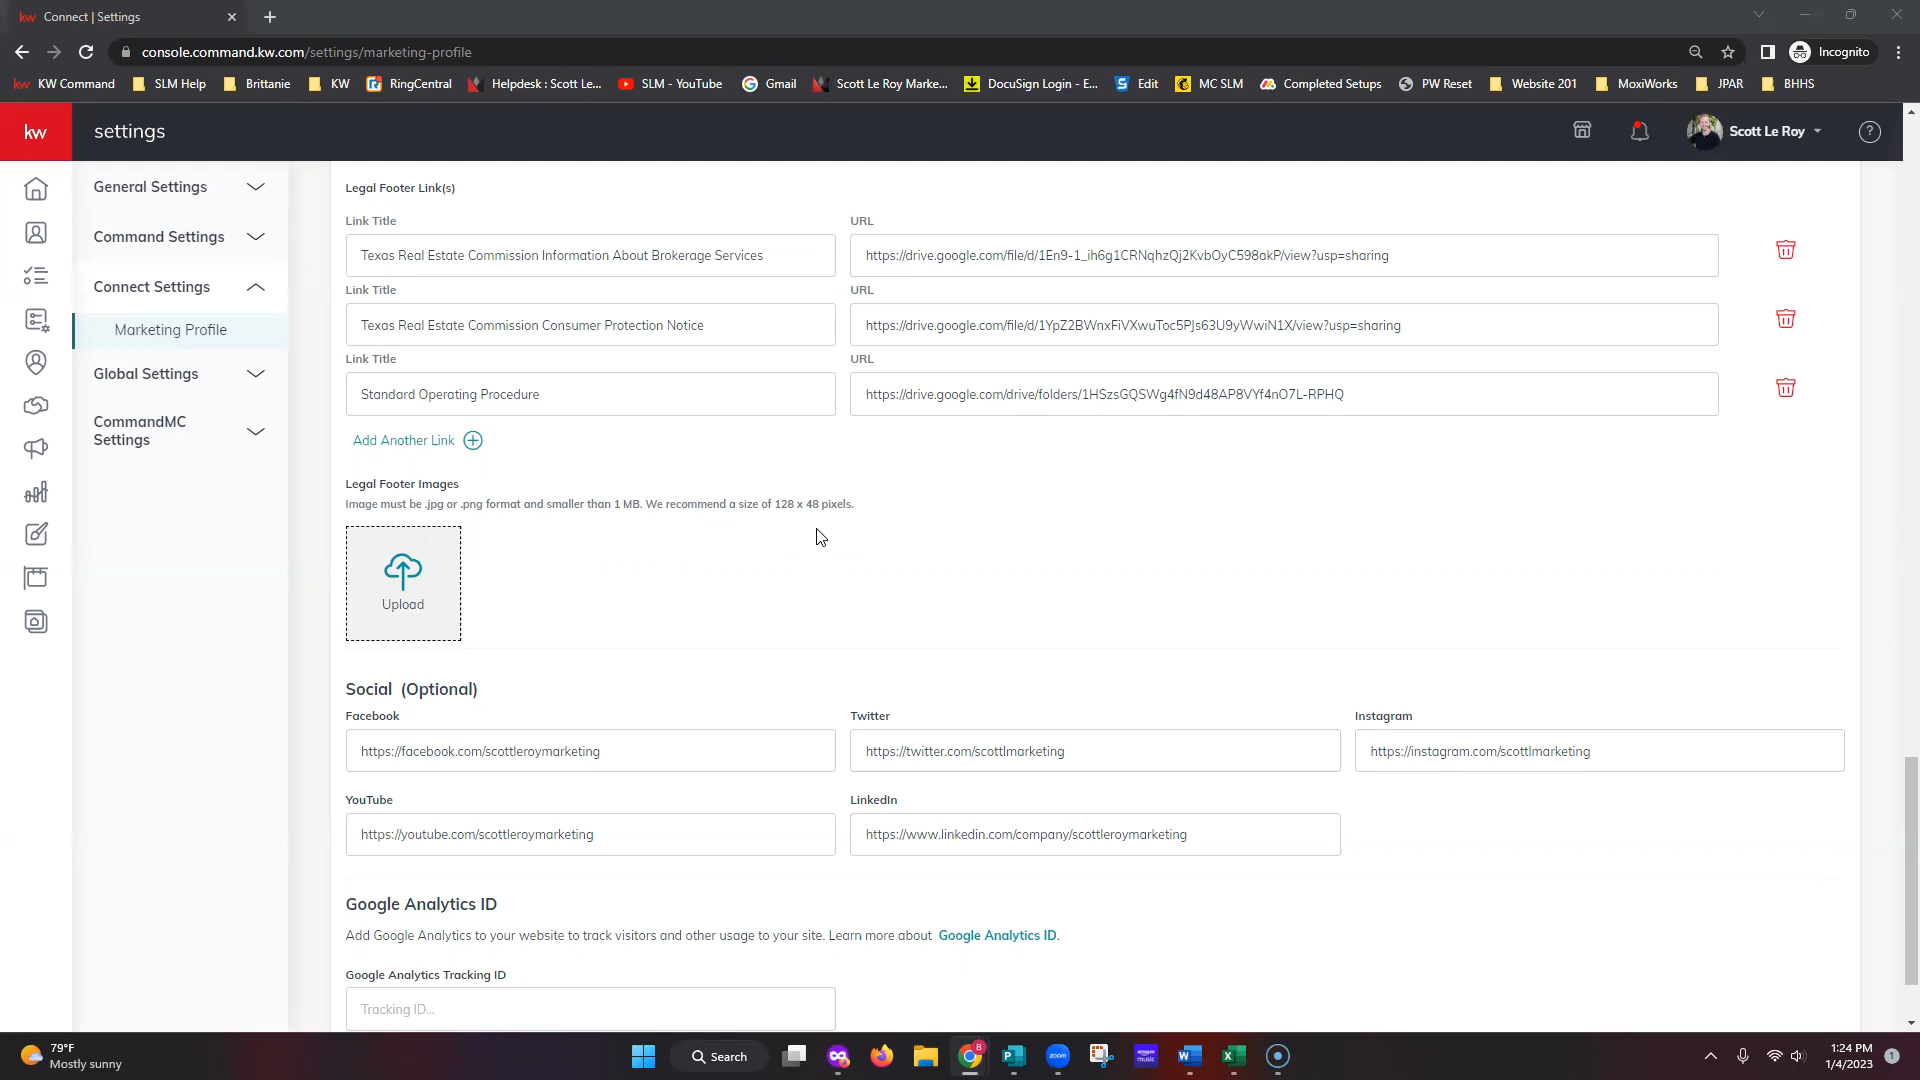 kw Connect | Settings
console.command.kw.com/settings/marketing-profile
Incognito
kw KW Command SLM Help Brittanie KW RingCentral Helpdesk : Scott Le... SLM - YouTube Gmail Scott Le Roy Marke... DocuSign Login - E... Edit MC SLM Completed Setups PW Reset Website 201 MoxiWorks JPAR BHHS
kw settings Scott Le Roy ?
General Settings
Command Settings
Connect Settings
Marketing Profile
Global Settings
CommandMC
Settings
Legal Footer Link(s)
Link Title URL
Texas Real Estate Commission Information About Brokerage Services https://drive.google.com/file/d/1En9-1_ih6g1CRNqhzQj2KvbOyC598akP/view?usp=sharing
Link Title URL
Texas Real Estate Commission Consumer Protection Notice https://drive.google.com/file/d/1YpZ2BWnxFiVXwuToc5PJs63U9yWwiN1X/view?usp=sharing
Link Title URL
Standard Operating Procedure https://drive.google.com/drive/folders/1HSzsGQSWg4fN9d48AP8VYf4nO7L-RPHQ
Add Another Link
Legal Footer Images
Image must be .jpg or .png format and smaller than 1 MB. We recommend a size of 128 x 48 pixels.
Upload
Social (Optional)
Facebook Twitter Instagram
https://facebook.com/scottleroymarketing https://twitter.com/scottlmarketing https://instagram.com/scottlmarketing
YouTube LinkedIn
https://youtube.com/scottleroymarketing https://www.linkedin.com/company/scottleroymarketing
Google Analytics ID
Add Google Analytics to your website to track visitors and other usage to your site. Learn more about Google Analytics ID.
Google Analytics Tracking ID
Tracking ID...
79°F
Mostly sunny
Search
1:24 PM
1/4/2023
1